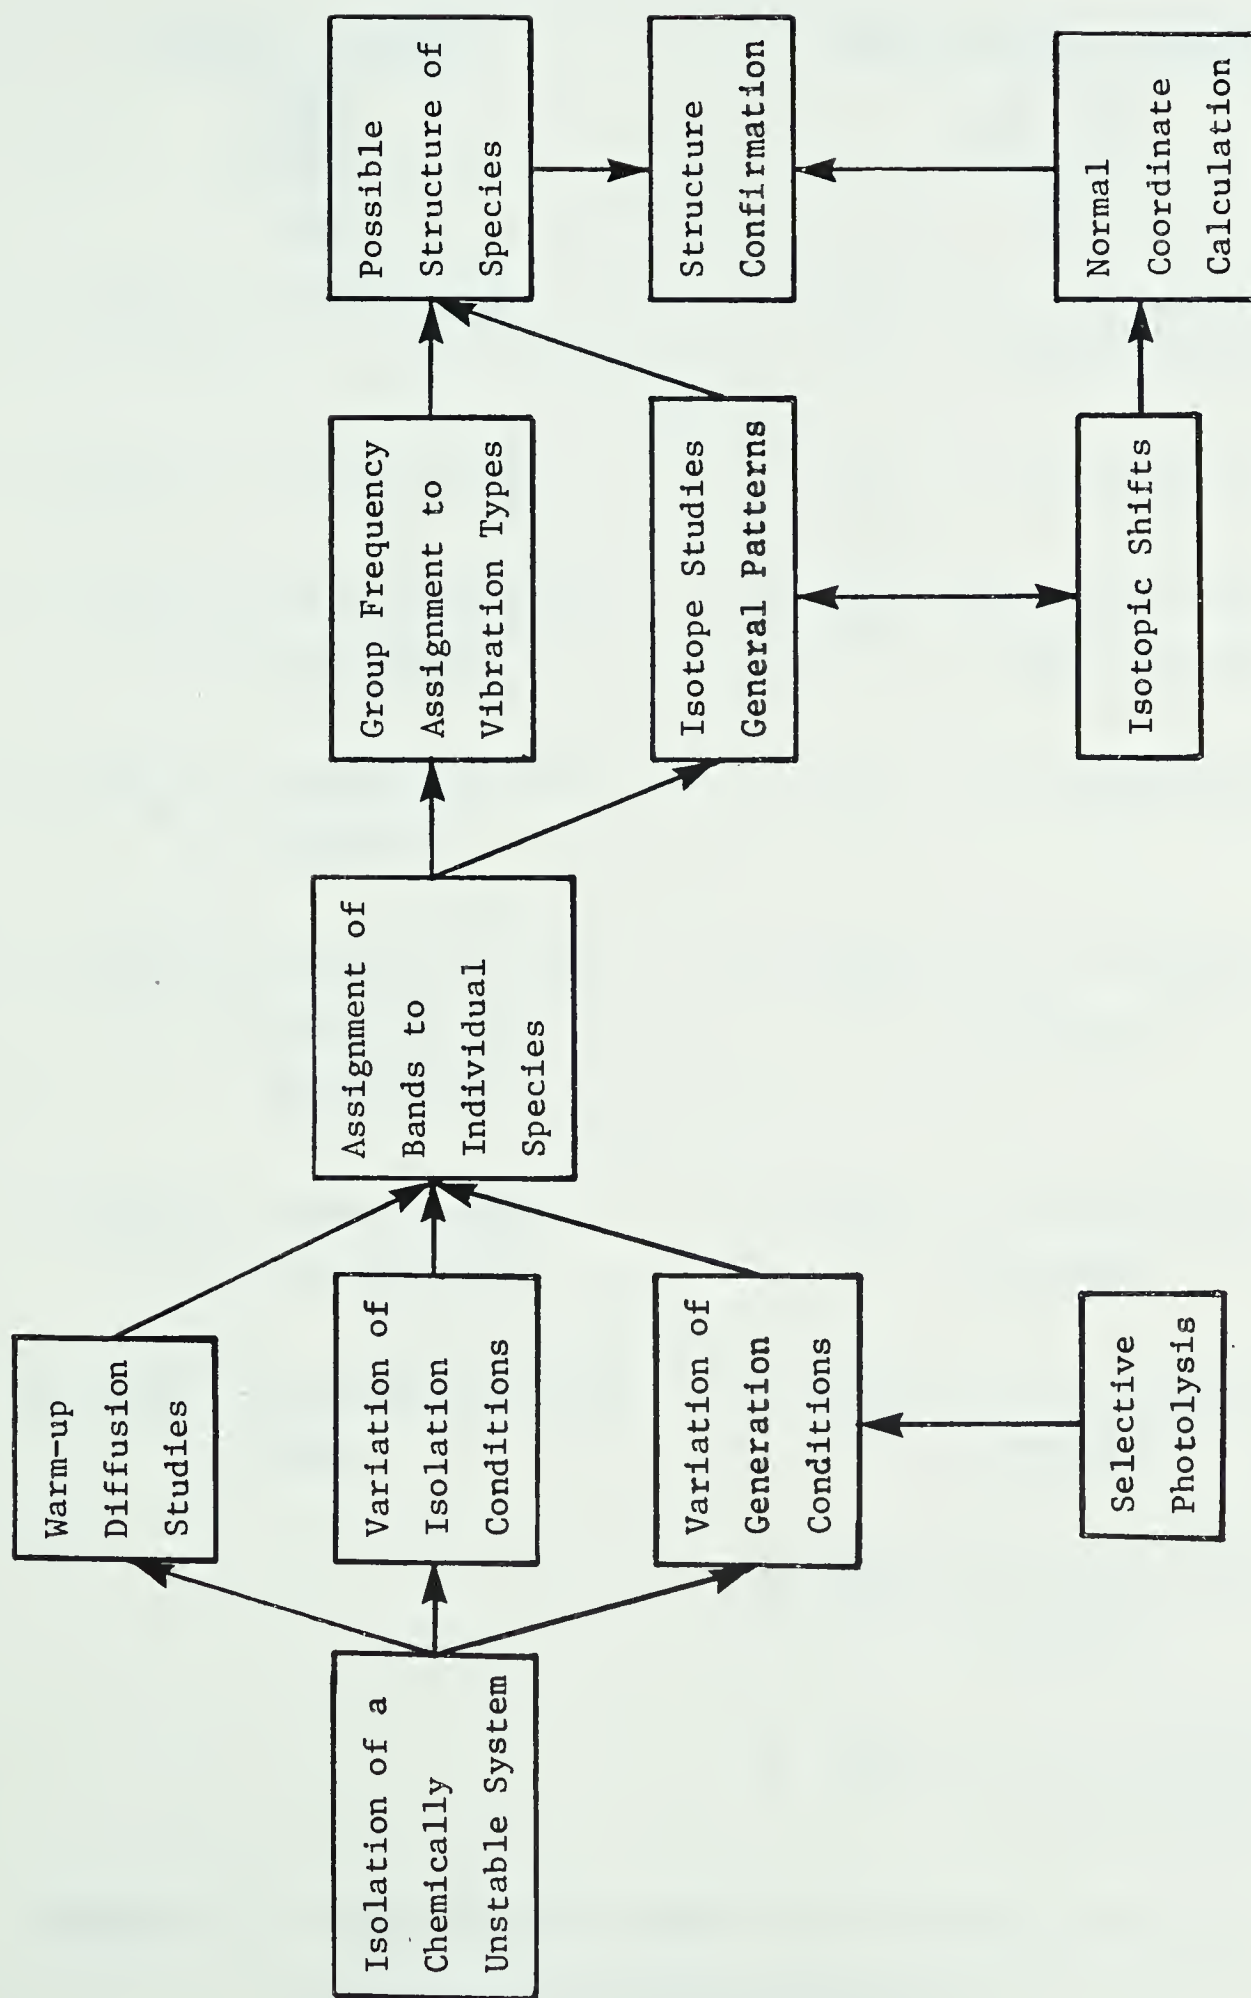 Isolation of a
Chemically
Unstable System
Warm-up
Diffusion
Studies
Variation of
Isolation
Conditions
Variation of
Generation
Conditions
Selective
Photolysis
Assignment of
Bands to
Individual
Species
Group Frequency
Assignment to
Vibration Types
Isotope Studies
General Patterns
Isotopic Shifts
Possible
Structure of
Species
Structure
Confirmation
Normal
Coordinate
Calculation